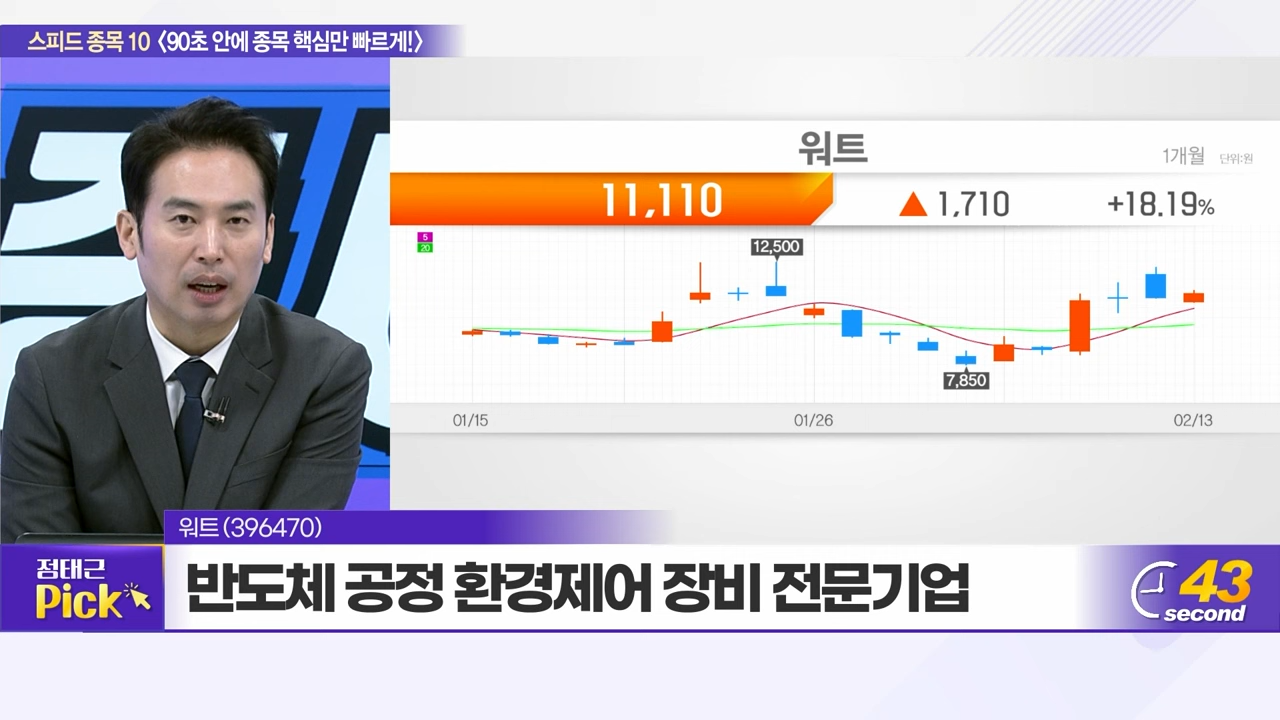 스피드 종목 10 <90초 안에 종목 핵심만 빠르게!>
워트
1개월 단위:원
11,110 ▲ 1,710 +18.19%
5
20
12,500
7,850
01/15 01/26 02/13
워트(396470)
정태근
Pick
반도체 공정 환경제어 장비 전문기업
43
second